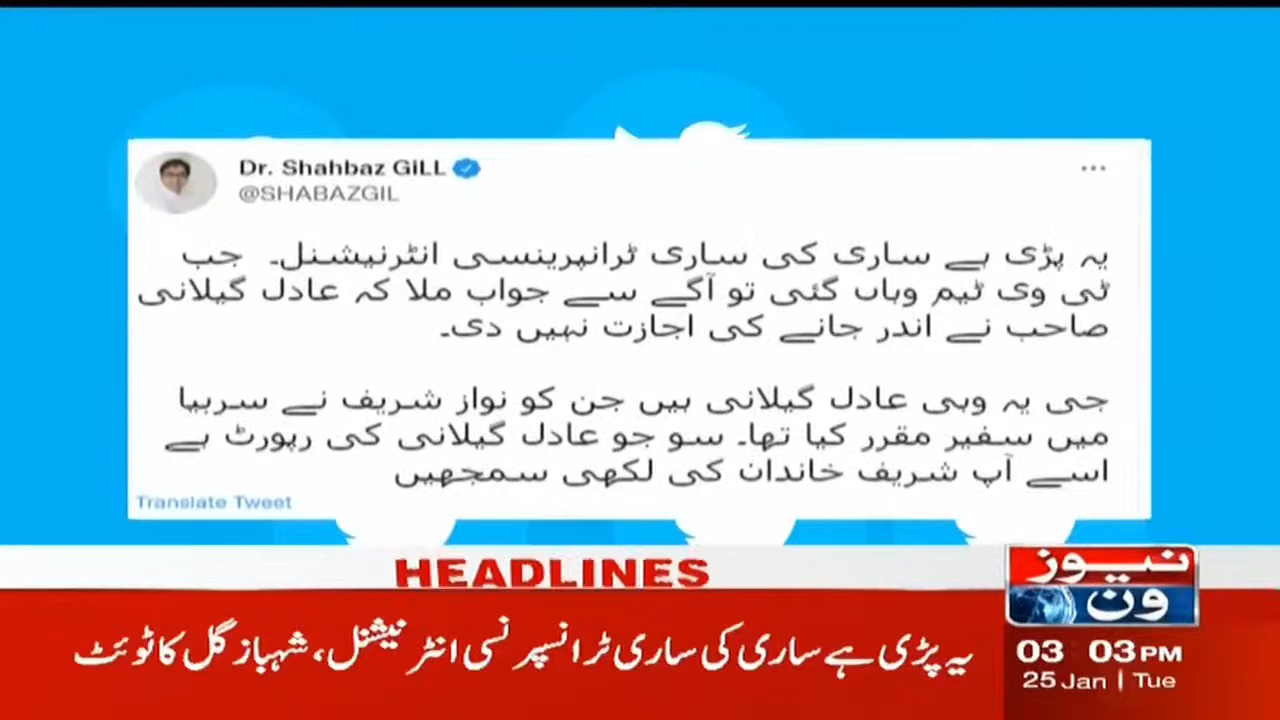 Dr. Shahbaz GiLL
@SHABAZGIL
یہ پڑی ہے ساری کی ساری ٹرانپرینسی انٹرنیشنل۔ جب
ٹی وی ٹیم وہاں گئی تو آگے سے جواب ملا کہ عادل گیلانی
صاحب نے اندر جانے کی اجازت نہیں دی۔
جی یہ وہی عادل گیلانی ہیں جن کو نواز شریف نے سربیا
میں سفیر مقرر کیا تھا۔ سو جو عادل گیلانی کی رپورٹ ہے
اسے آپ شریف خاندان کی لکھی سمجھیں
Translate Tweet
HEADLINES
نیوز
ون
یہ پڑی ہے ساری کی ساری ٹرانسپرنسی انٹرنیشنل، شہباز گل کا ٹوئٹ
03 03 PM
25 Jan | Tue